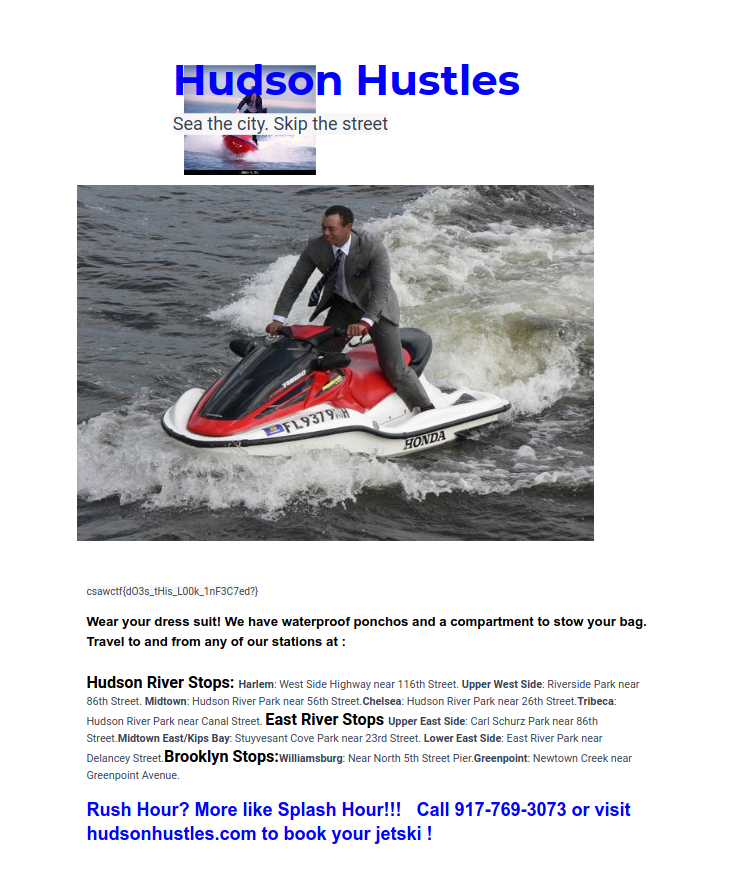 Hudson Hustles
Sea the city. Skip the street
TURBO
FL9379
HONDA
csawctf{dO3s_tHis_L00k_1nF3C7ed?}
Wear your dress suit! We have waterproof ponchos and a compartment to stow your bag.
Travel to and from any of our stations at :
Hudson River Stops: Harlem: West Side Highway near 116th Street. Upper West Side: Riverside Park near
86th Street. Midtown: Hudson River Park near 56th Street.Chelsea: Hudson River Park near 26th Street.Tribeca:
Hudson River Park near Canal Street. East River Stops Upper East Side: Carl Schurz Park near 86th
Street.Midtown East/Kips Bay: Stuyvesant Cove Park near 23rd Street. Lower East Side: East River Park near
Delancey Street.Brooklyn Stops:Williamsburg: Near North 5th Street Pier.Greenpoint: Newtown Creek near
Greenpoint Avenue.
Rush Hour? More like Splash Hour!!! Call 917-769-3073 or visit
hudsonhustles.com to book your jetski !